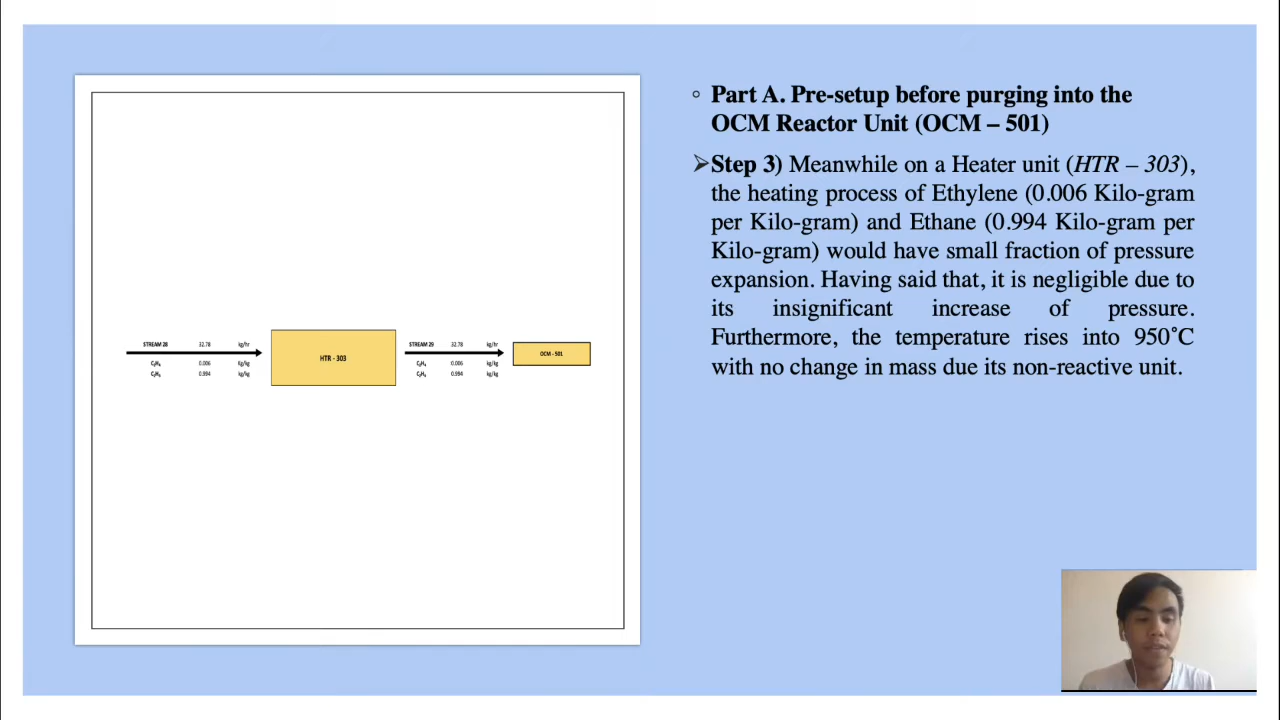 Part A. Pre-setup before purging into the
OCM Reactor Unit (OCM – 501)
Step 3) Meanwhile on a Heater unit (HTR – 303),
the heating process of Ethylene (0.006 Kilo-gram
per Kilo-gram) and Ethane (0.994 Kilo-gram per
Kilo-gram) would have small fraction of pressure
expansion. Having said that, it is negligible due to
its insignificant increase of pressure.
Furthermore, the temperature rises into 950°C
with no change in mass due its non-reactive unit.
STREAM 28 32.78 kg/hr
0.006 Kg/kg
0.994 kg/kg
HTR - 303
STREAM 29 32.78 kg/hr
0.006 kg/kg
0.994 kg/kg
OCM - 501